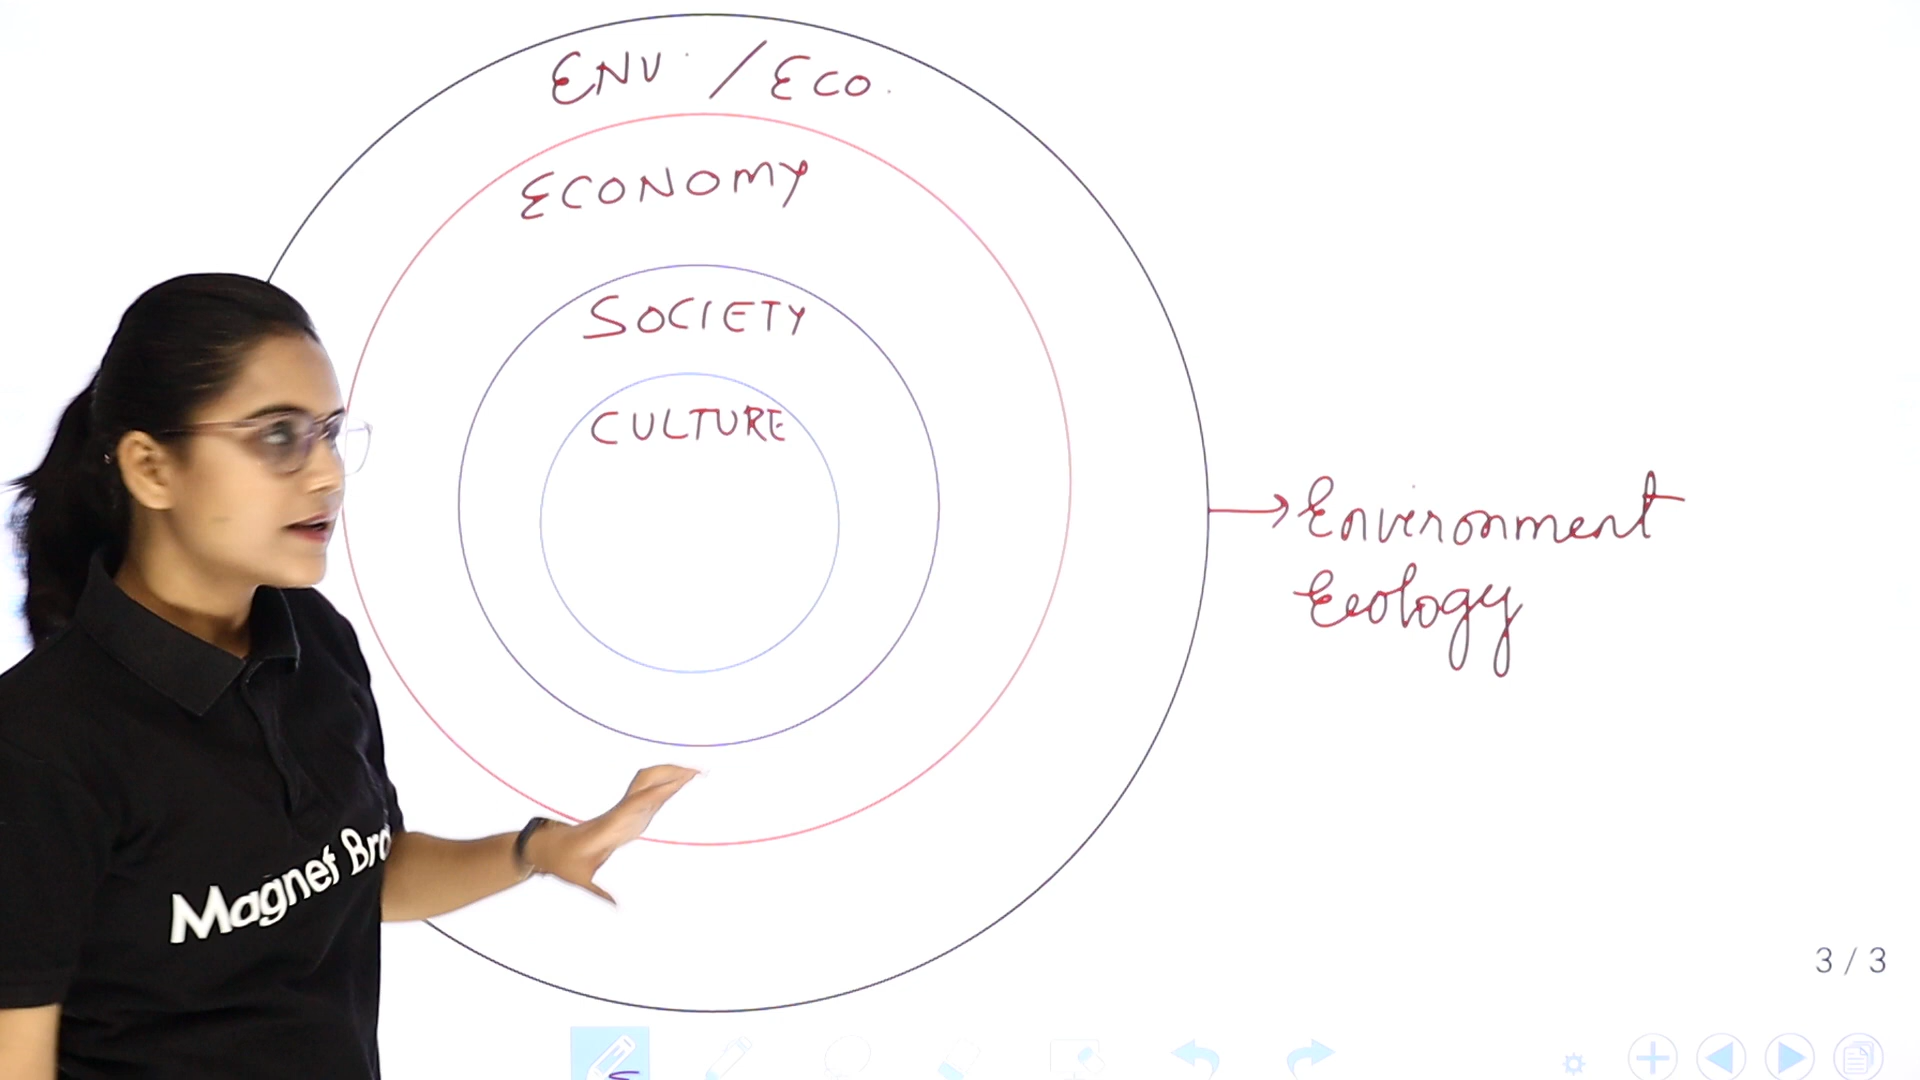 ENV. / ECO.
ECONOMY
SOCIETY
CULTURE
Environment
Ecology
Magnet Bra
3 / 3